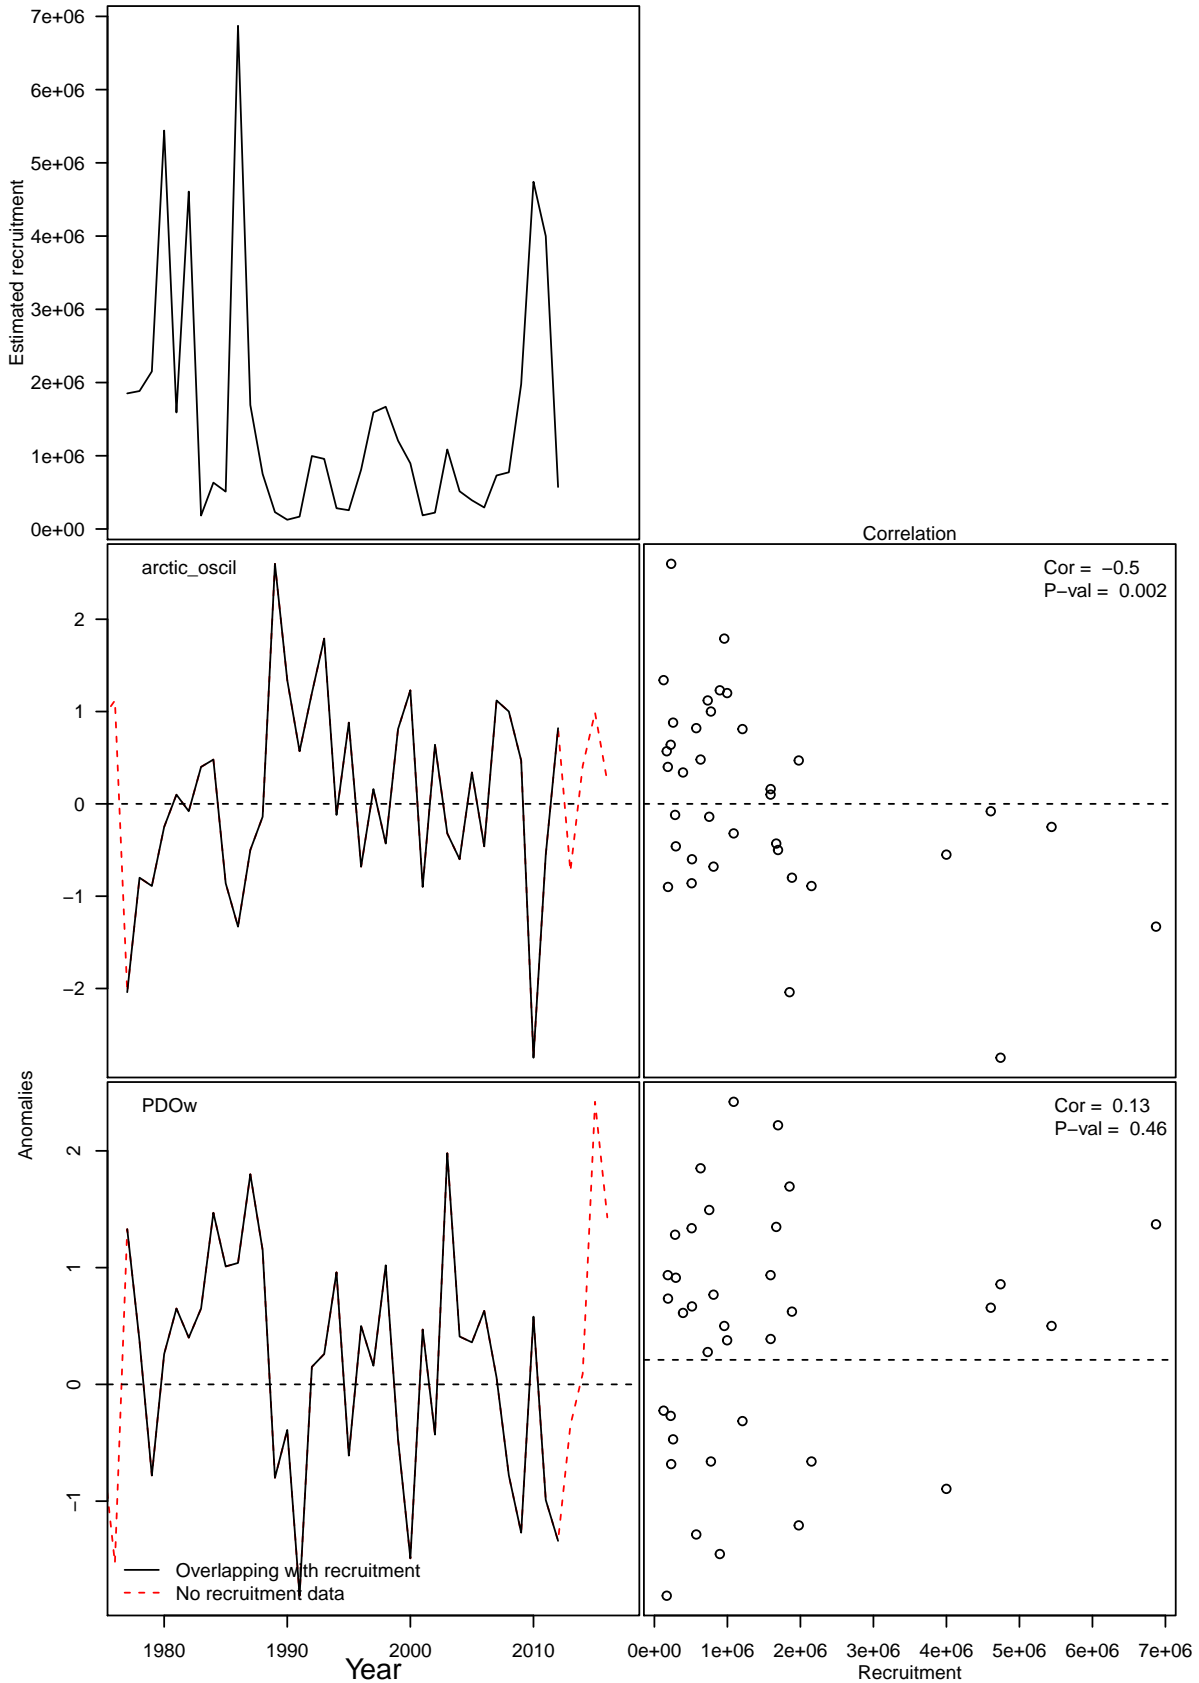 7e+06
6e+06
5e+06
4e+06
3e+06
2e+06
1e+06
0e+00
Estimated recruitment
Correlation
arctic_oscil
2
1
0
−1
−2
Cor = −0.5
P−val = 0.002
Anomalies
PDOw
2
1
0
−1
Cor = 0.13
P−val = 0.46
Overlapping with recruitment
No recruitment data
1980 1990 2000 2010
Year
0e+00 1e+06 2e+06 3e+06 4e+06 5e+06 6e+06 7e+06
Recruitment